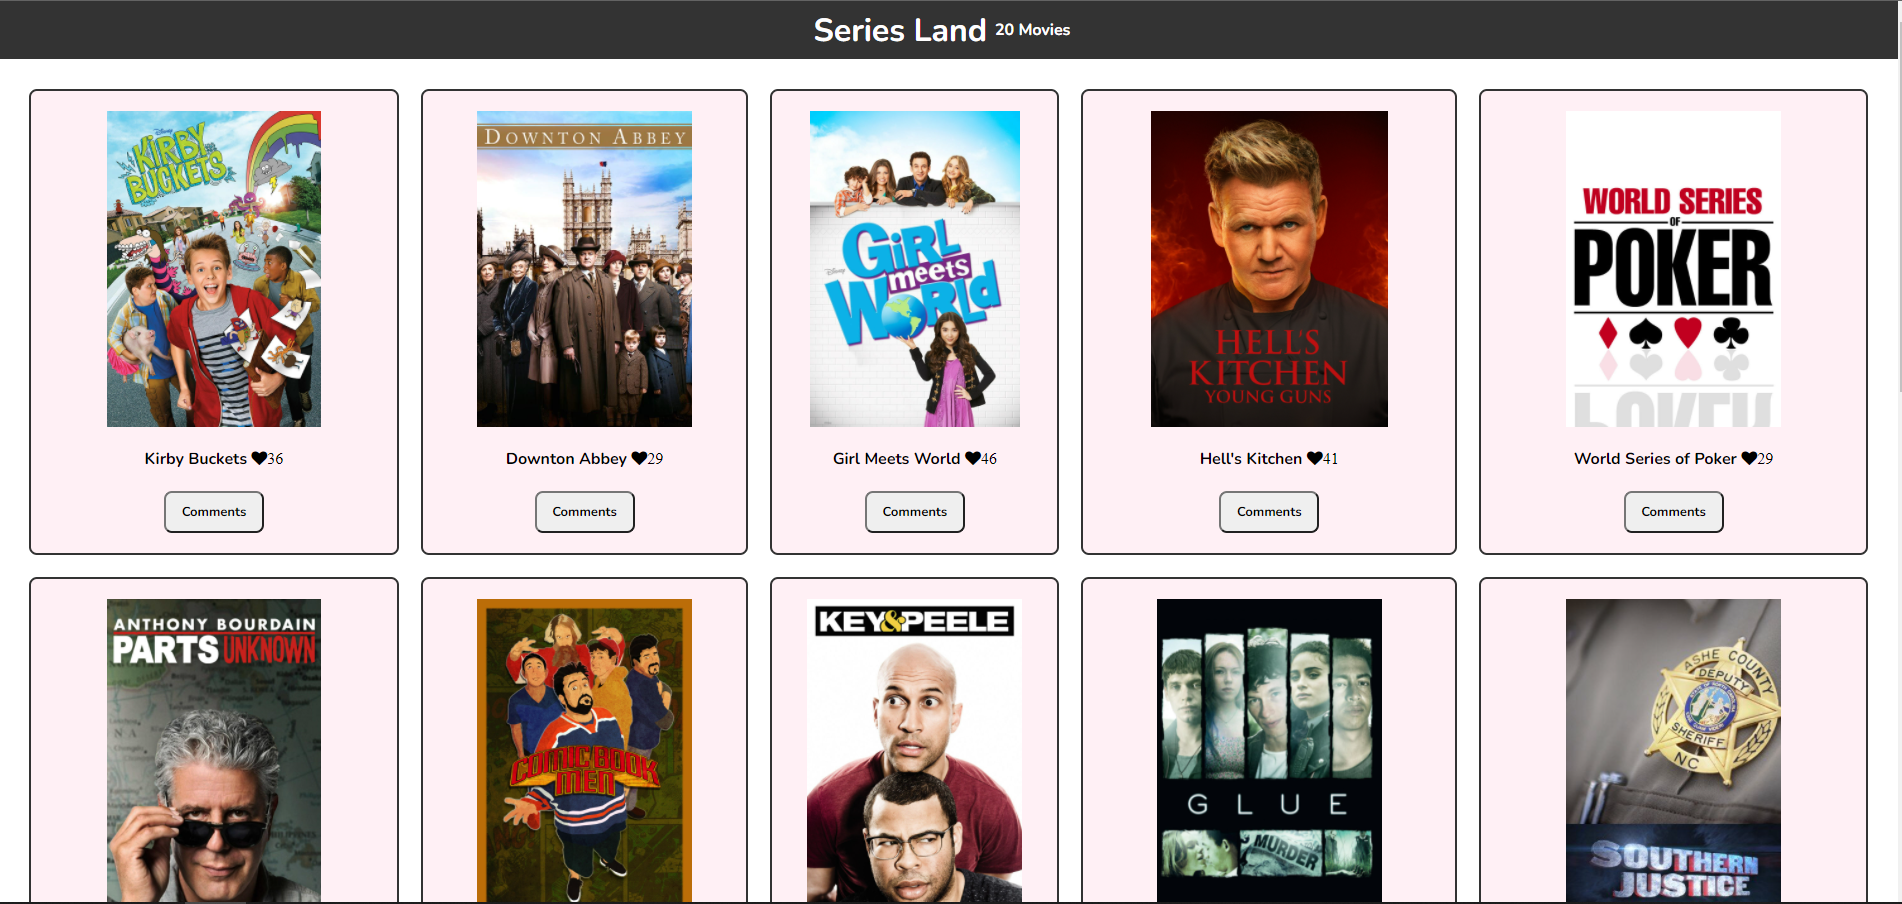 Series Land 20 Movies
Disney
KIRBY BUCKETS
DOWNTON ABBEY
Disney
GIRL meets WORLD
HELL'S KITCHEN
YOUNG GUNS
WORLD SERIES
OF
POKER
POKER
Kirby Buckets 36
Downton Abbey 29
Girl Meets World 46
Hell's Kitchen 41
World Series of Poker 29
Comments
Comments
Comments
Comments
Comments
ANTHONY BOURDAIN
PARTS UNKNOWN
COMIC BOOK
MEN
KEY&PEELE
GLUE
MURDER
ASHE COUNTY
DEPUTY
SHERIFF
NC
SOUTHERN
JUSTICE